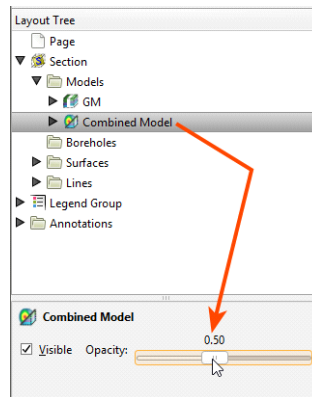 Layout Tree
Page
Section
Models
GM
Combined Model
Boreholes
Surfaces
Lines
Legend Group
Annotations
Combined Model
0.50
Visible Opacity: